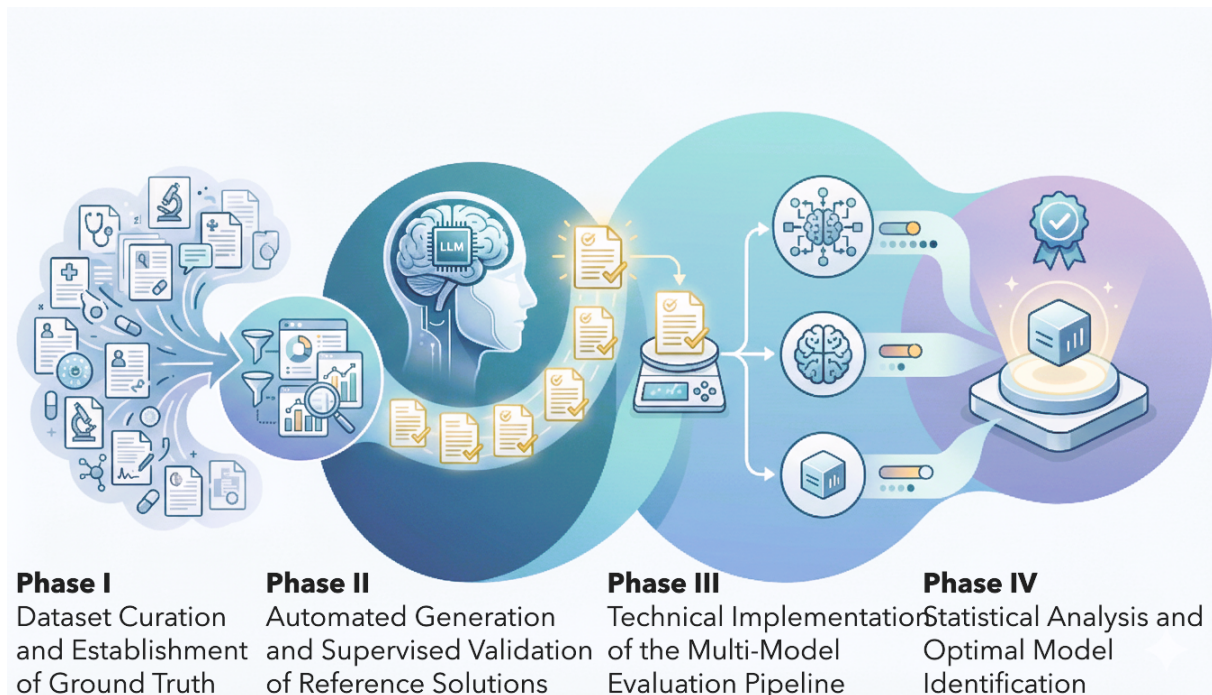 LLM
Phase I
Dataset Curation
and Establishment
of Ground Truth
Phase II
Automated Generation
and Supervised Validation
of Reference Solutions
Phase III
Technical Implementation
of the Multi-Model
Evaluation Pipeline
Phase IV
Statistical Analysis and
Optimal Model
Identification